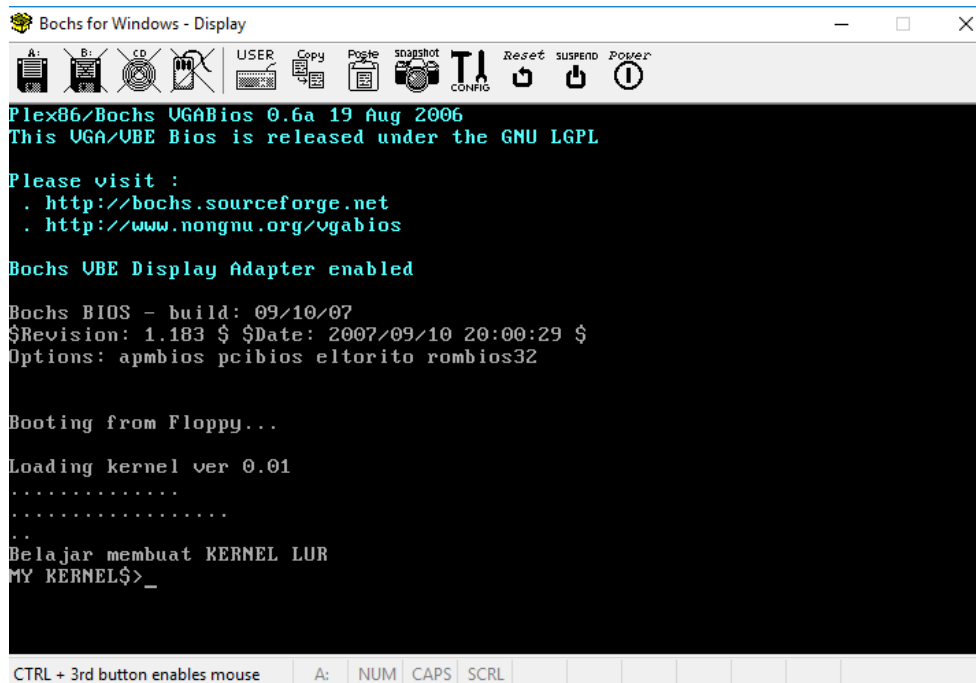 Bochs for Windows - Display
A: B: CD USER Copy Poste snapshot CONFIG Reset SUSPEND Power
Plex86/Bochs VGABios 0.6a 19 Aug 2006
This VGA/VBE Bios is released under the GNU LGPL
Please visit :
. http://bochs.sourceforge.net
. http://www.nongnu.org/vgabios
Bochs VBE Display Adapter enabled
Bochs BIOS - build: 09/10/07
$Revision: 1.183 $ $Date: 2007/09/10 20:00:29 $
Options: apmbios pcibios eltorito rombios32
Booting from Floppy...
Loading kernel ver 0.01
..............
..................
..
Belajar membuat KERNEL LUR
MY KERNEL$>_
CTRL + 3rd button enables mouse A: NUM CAPS SCRL